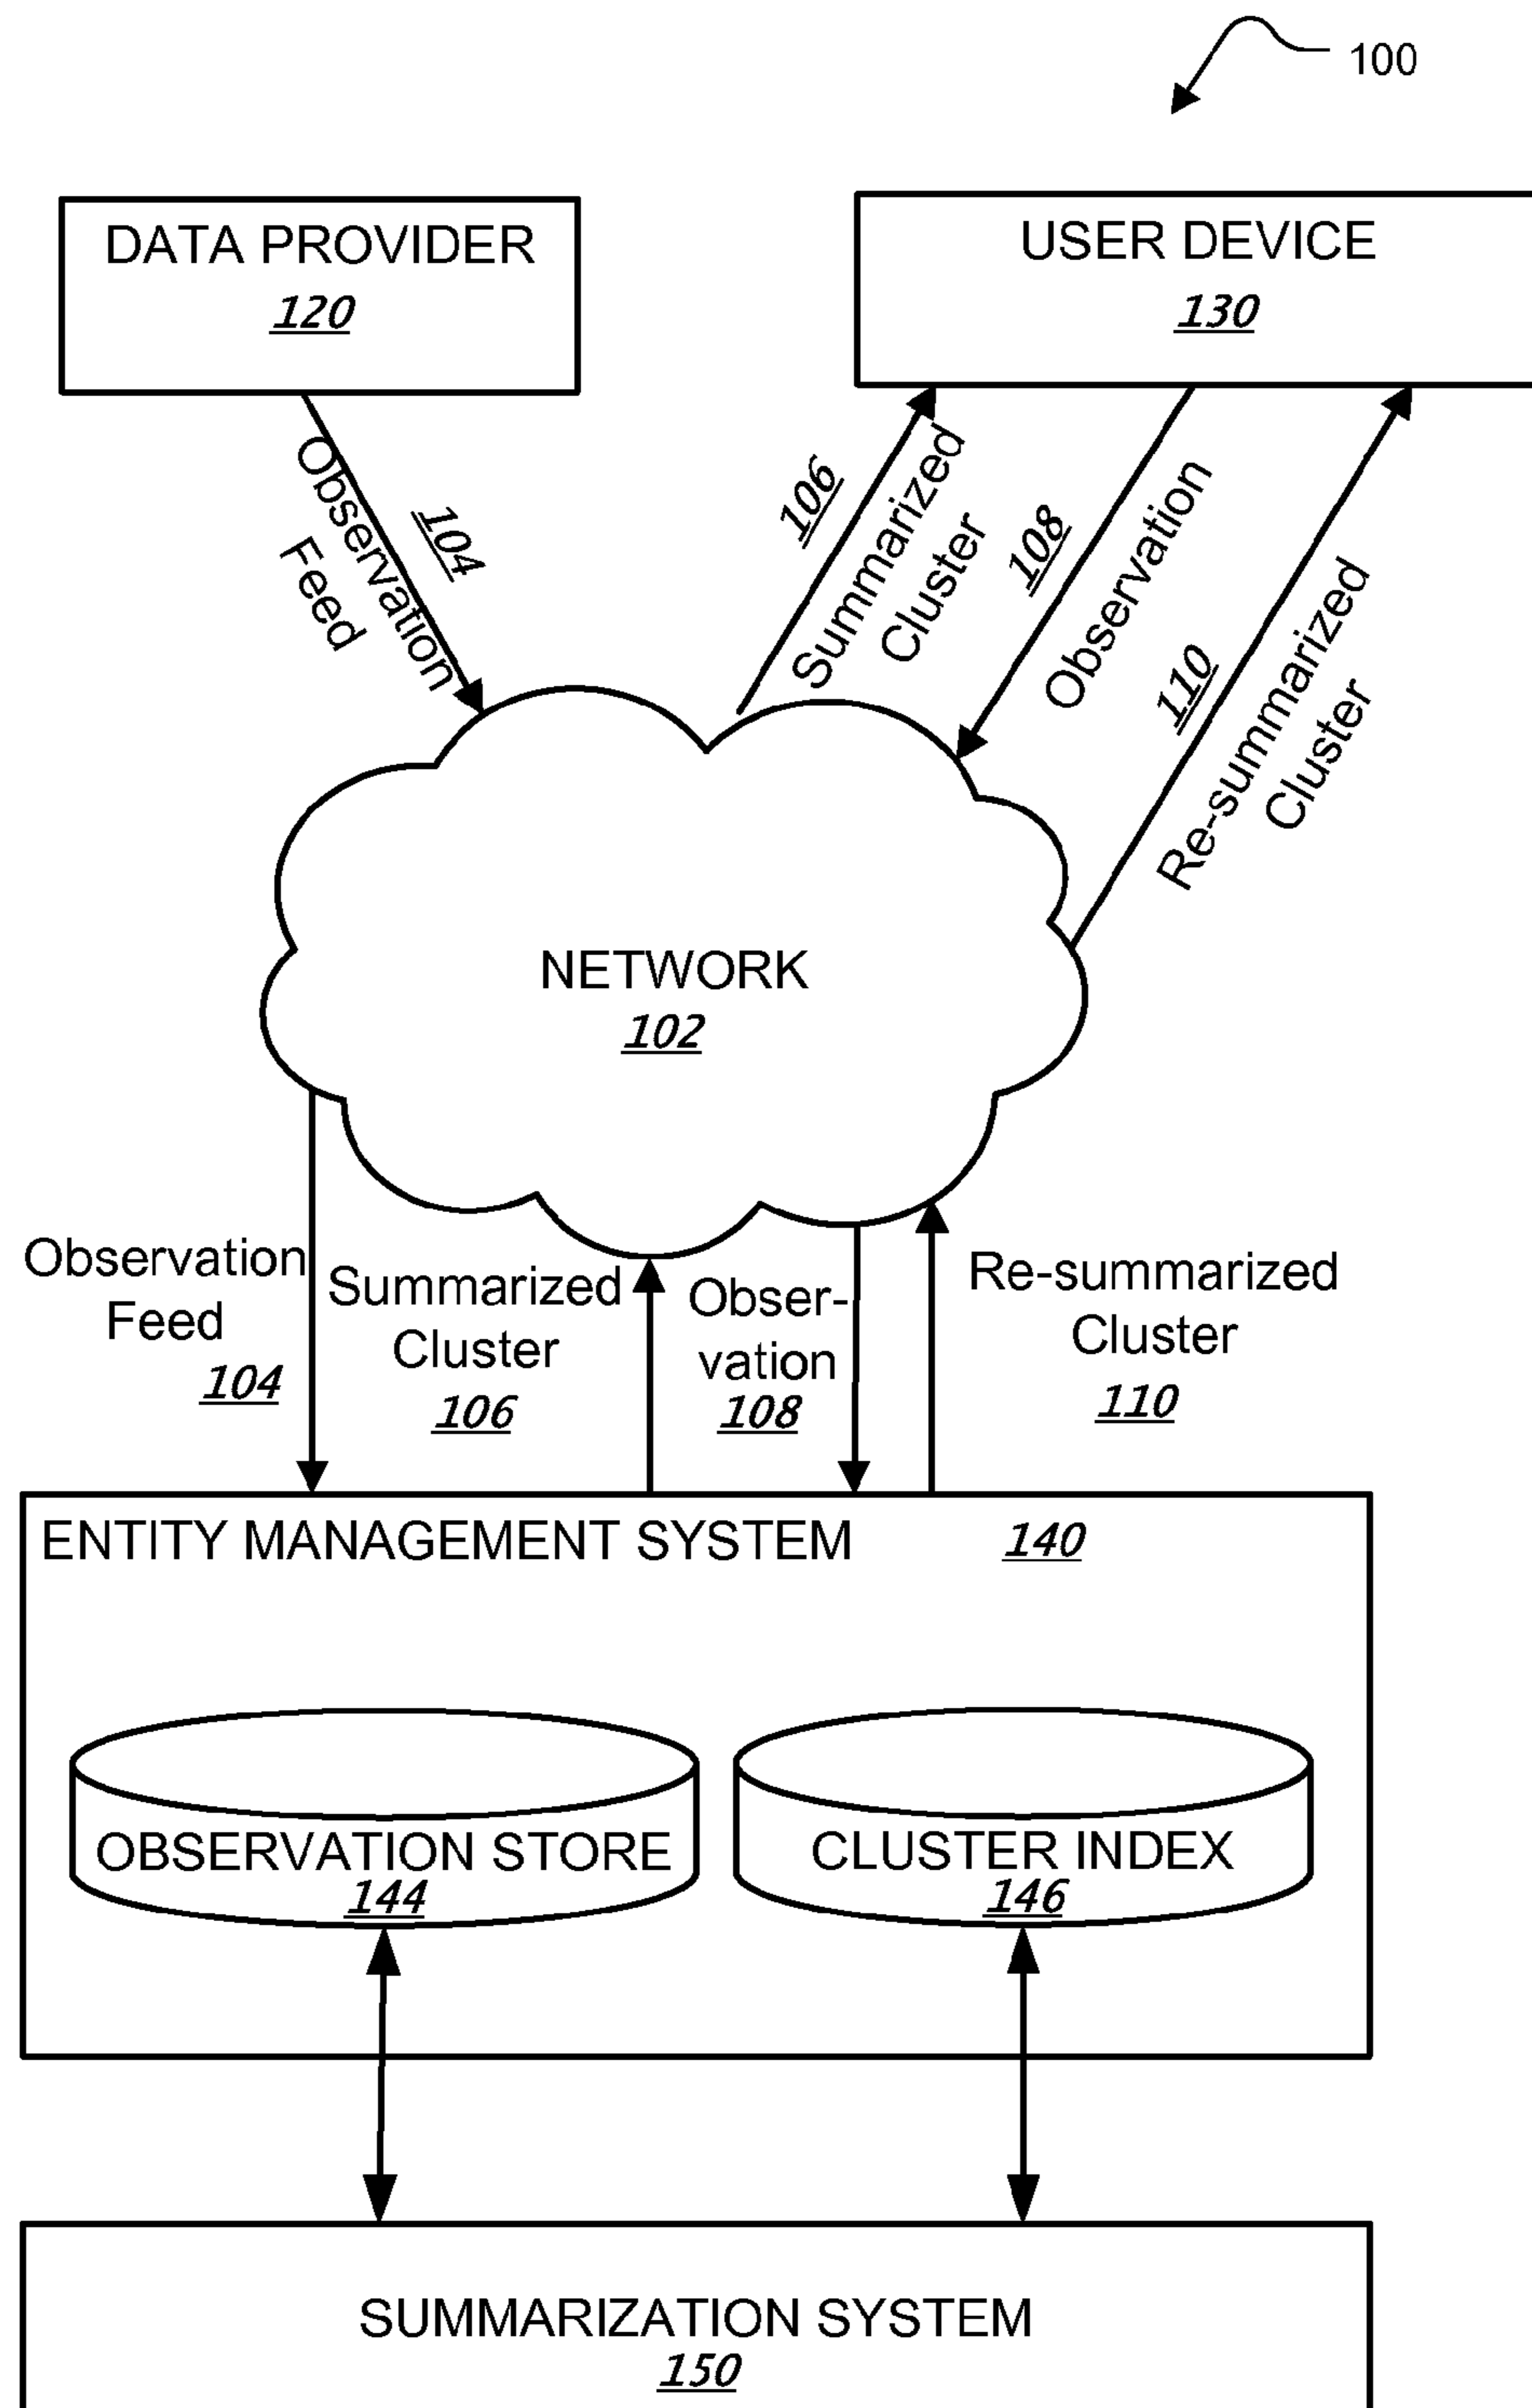 100
DATA PROVIDER
120
USER DEVICE
130
Observation
Feed
104
106
Summarized
Cluster
108
Observation
110
Re-summarized
Cluster
NETWORK
102
Observation
Feed
104
Summarized
Cluster
106
Obser-
vation
108
Re-summarized
Cluster
110
ENTITY MANAGEMENT SYSTEM 140
OBSERVATION STORE
144
CLUSTER INDEX
146
SUMMARIZATION SYSTEM
150